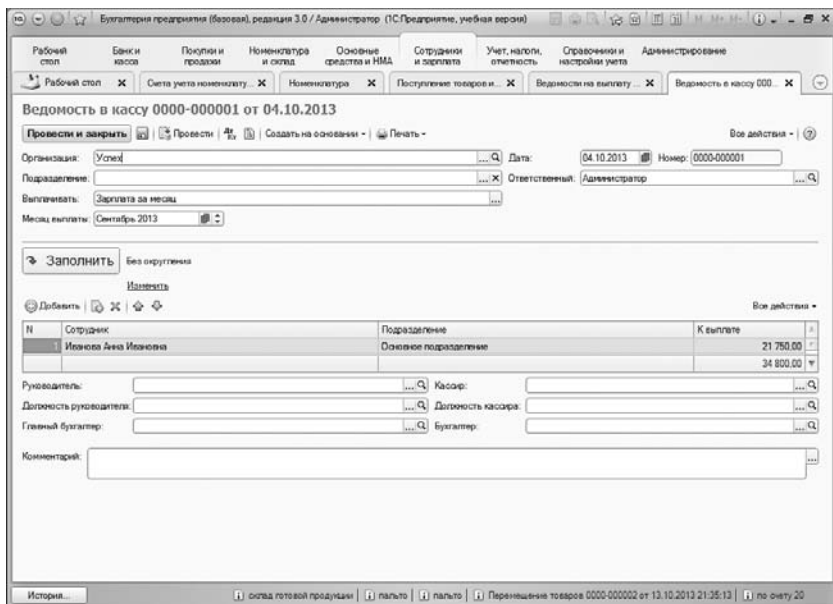 Бухгалтерия предприятия (базовая), редакция 3.0 / Администратор (1С:Предприятие, учебная версия) M M+ M-
Рабочий стол Банк и касса Покупки и продажи Номенклатура и склад Основные средства и НМА Сотрудники и зарплата Учет, налоги, отчетность Справочники и настройки учета Администрирование
Рабочий стол Счета учета номенклату... Номенклатура Поступление товаров и... Ведомости на выплату ... Ведомость в кассу 000...
Ведомость в кассу 0000-000001 от 04.10.2013
Провести и закрыть Провести Создать на основании Печать Все действия
Организация: Успех Дата: 04.10.2013 Номер: 0000-000001
Подразделение: Ответственный: Администратор
Выплачивать: Зарплата за месяц
Месяц выплаты: Сентябрь 2013
Заполнить Без округления
Изменить
Добавить Все действия
N Сотрудник Подразделение К выплате
1 Иванова Анна Ивановна Основное подразделение 21 750,00
34 800,00
Руководитель: Кассир:
Должность руководителя: Должность кассира:
Главный бухгалтер: Бухгалтер:
Комментарий:
История... склад готовой продукции пальто пальто Перемещение товаров 0000-000002 от 13.10.2013 21:35:13 по счету 20